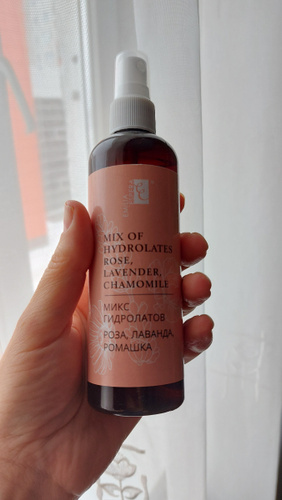 MIX OF
HYDROLATES
ROSE,
LAVENDER,
CHAMOMILE
МИКС
ГИДРОЛАТОВ
РОЗА, ЛАВАНДА,
РОМАШКА